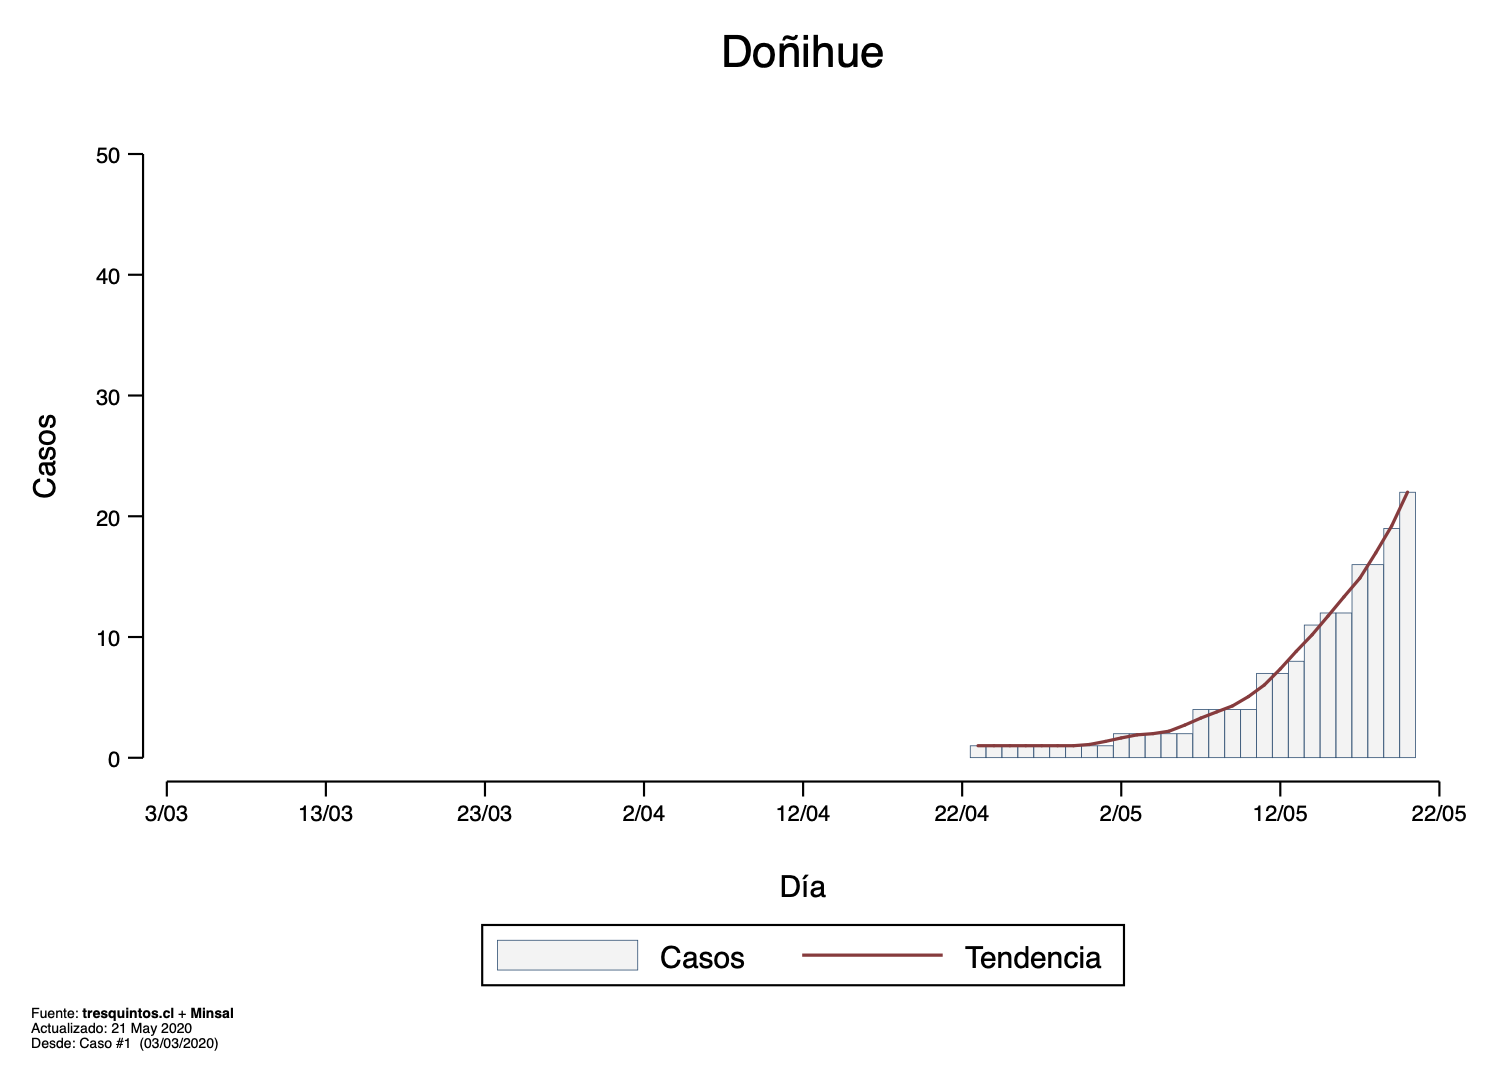 Doñihue
50
40
30
20
10
0
Casos
3/03 13/03 23/03 2/04 12/04 22/04 2/05 12/05 22/05
Día
Casos Tendencia
Fuente: tresquintos.cl + Minsal
Actualizado: 21 May 2020
Desde: Caso #1 (03/03/2020)